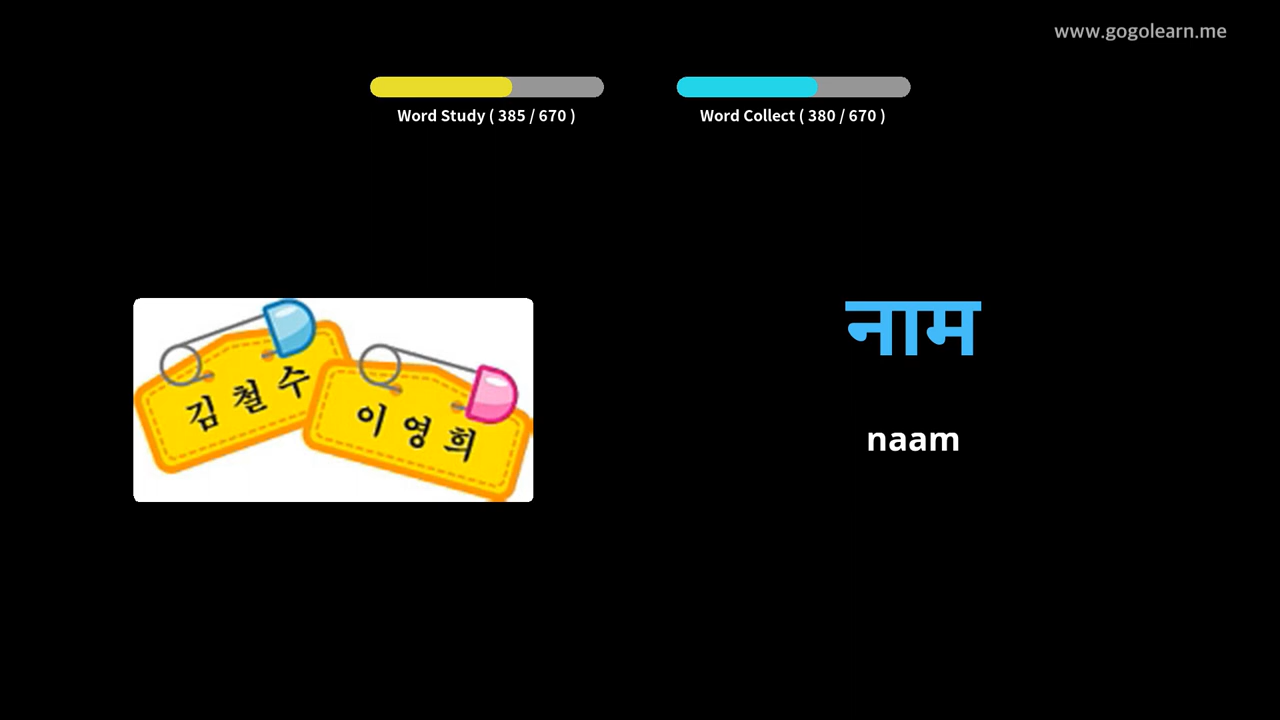 www.gogolearn.me
Word Study ( 385 / 670 )
Word Collect ( 380 / 670 )
김철수
이영희
नाम
naam